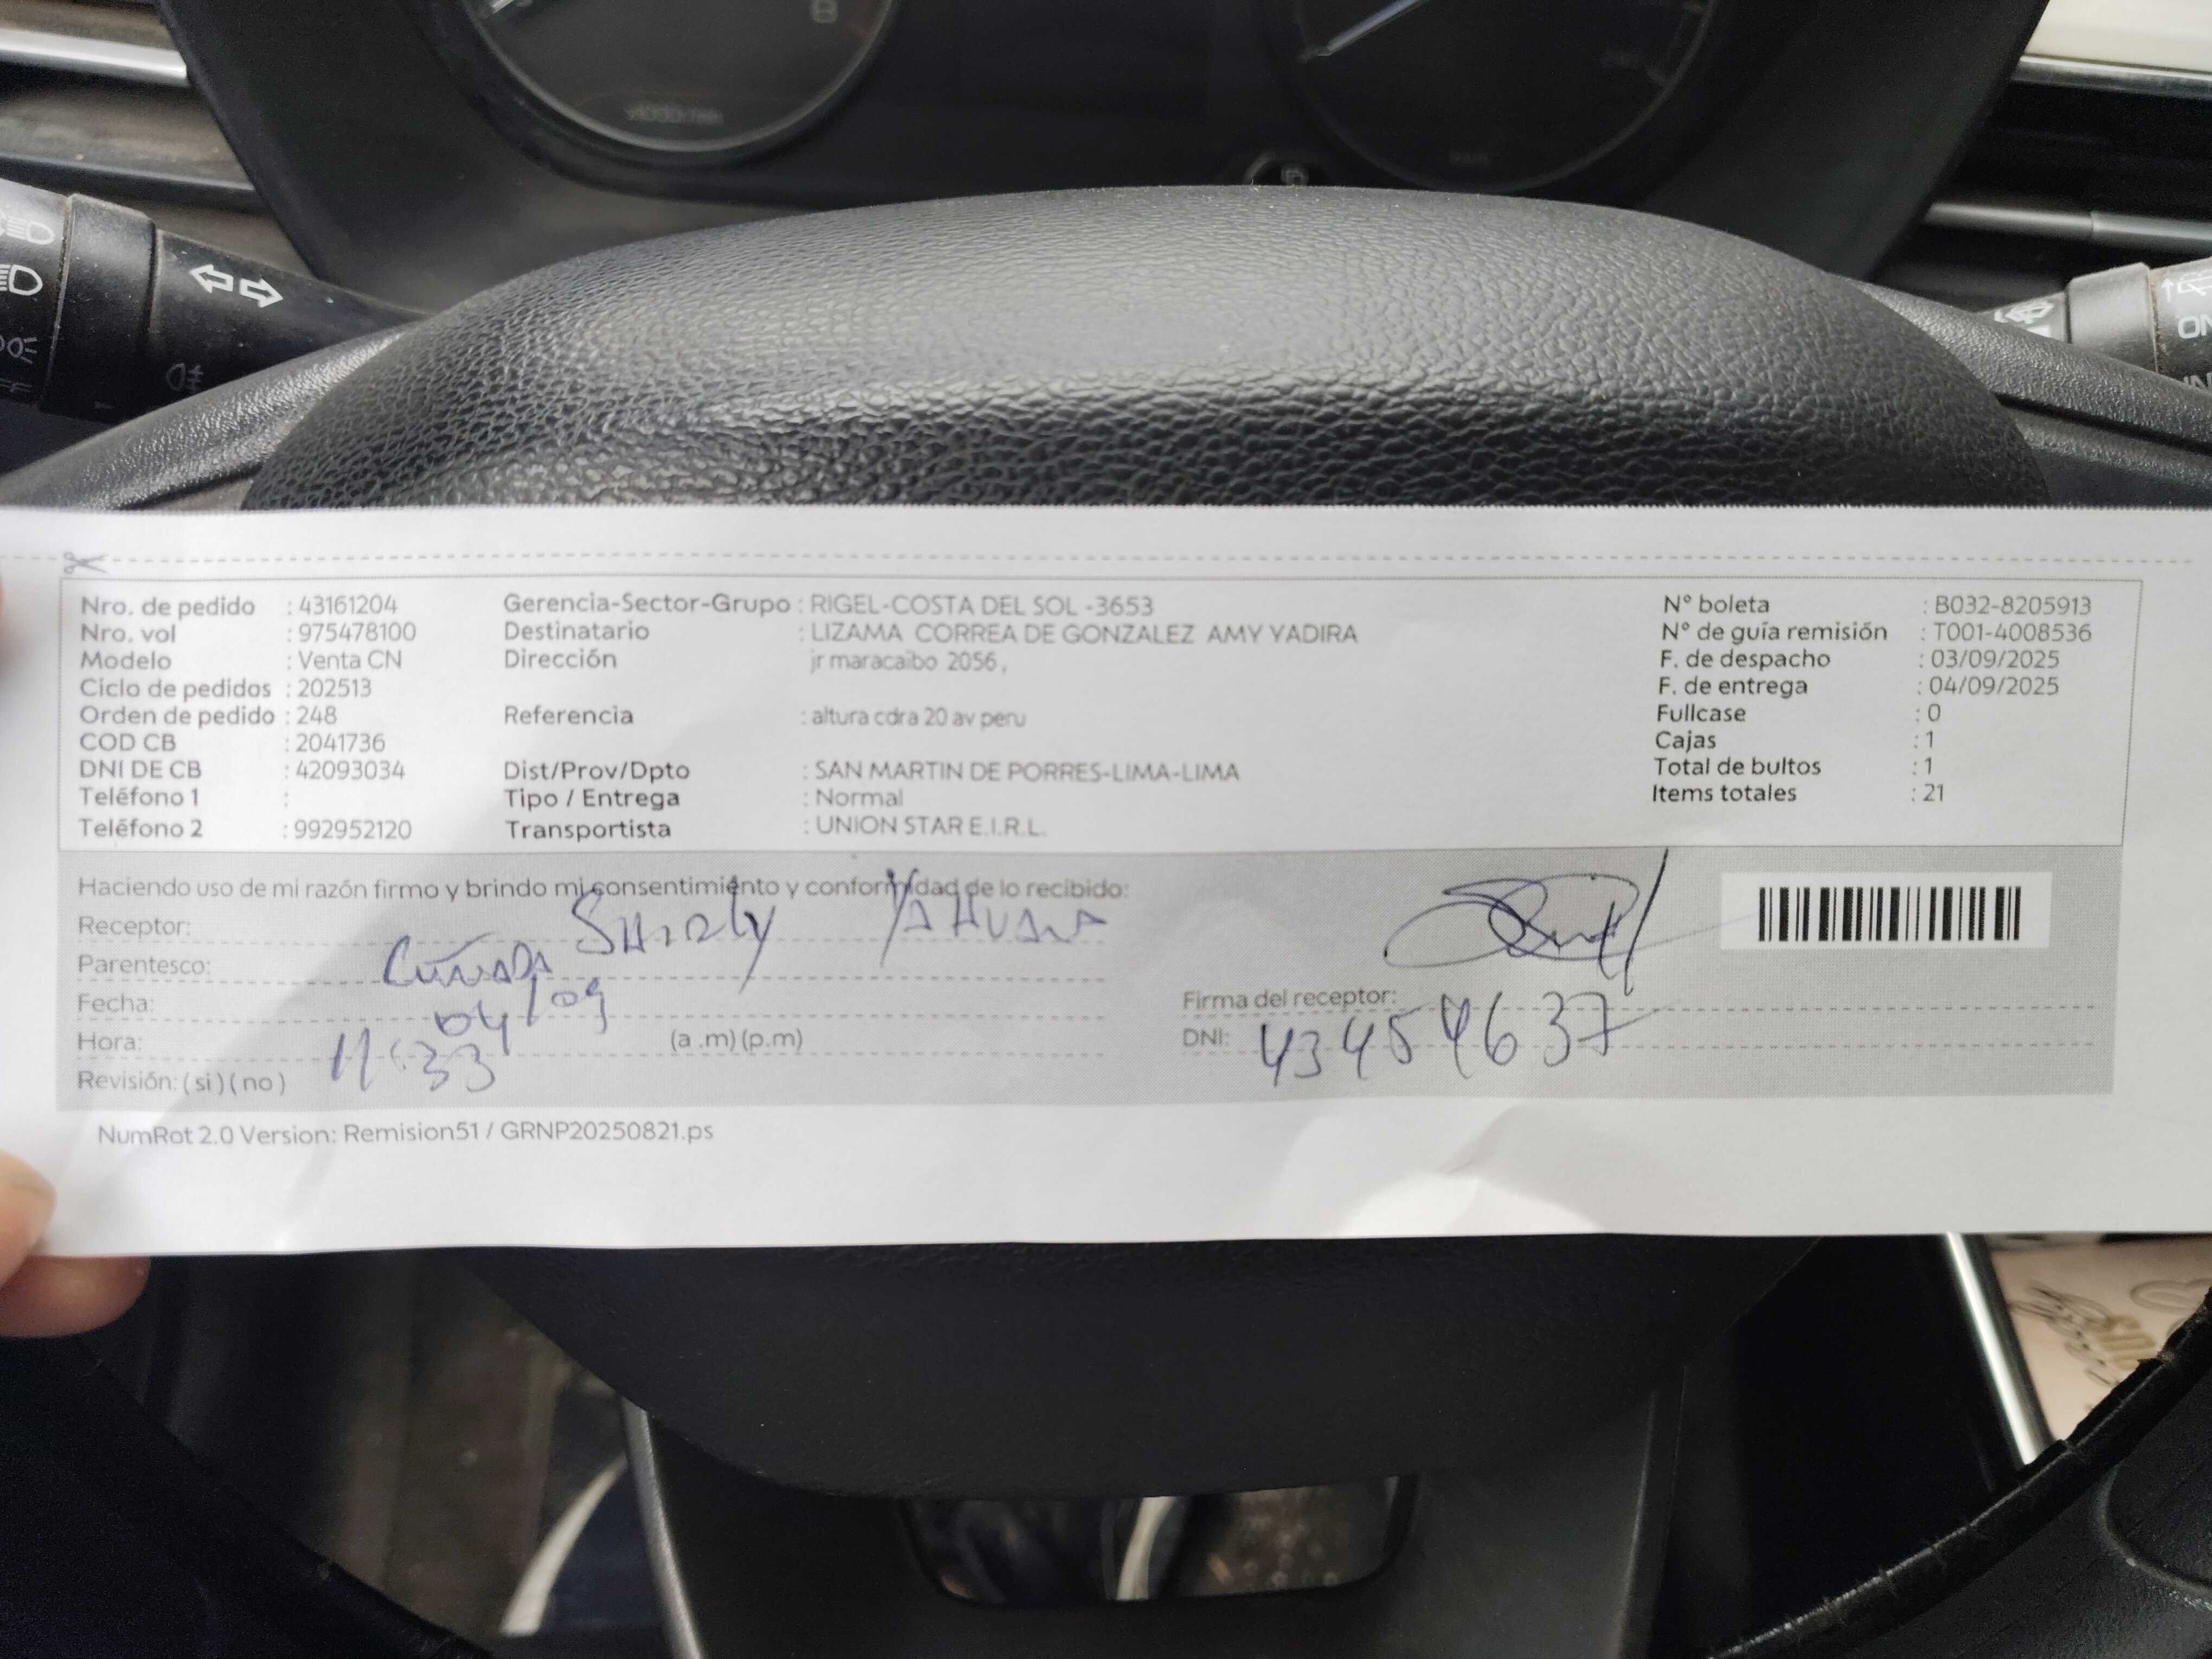 8
x1000r/min
ON
Nro. de pedido : 43161204
Nro. vol : 975478100
Modelo : Venta CN
Ciclo de pedidos : 202513
Orden de pedido : 248
COD CB : 2041736
DNI DE CB : 42093034
Teléfono 1 :
Teléfono 2 : 992952120
Gerencia-Sector-Grupo : RIGEL-COSTA DEL SOL -3653
Destinatario : LIZAMA CORREA DE GONZALEZ AMY YADIRA
Dirección jr maracaibo 2056 ,
Referencia : altura cdra 20 av peru
Dist/Prov/Dpto : SAN MARTIN DE PORRES-LIMA-LIMA
Tipo / Entrega : Normal
Transportista : UNION STAR E.I.R.L.
N° boleta : B032-8205913
N° de guía remisión : T001-4008536
F. de despacho : 03/09/2025
F. de entrega : 04/09/2025
Fullcase : 0
Cajas : 1
Total de bultos : 1
Items totales : 21
Haciendo uso de mi razón firmo y brindo mi consentimiento y conformidad de lo recibido:
Receptor: SHIRLY
Parentesco: CUÑADA
Fecha: 04/09
Hora: 11:33 (a .m) (p.m)
Revisión: ( si ) ( no )
Firma del receptor:
DNI: 43454637
NumRot 2.0 Version: Remision51 / GRNP20250821.ps